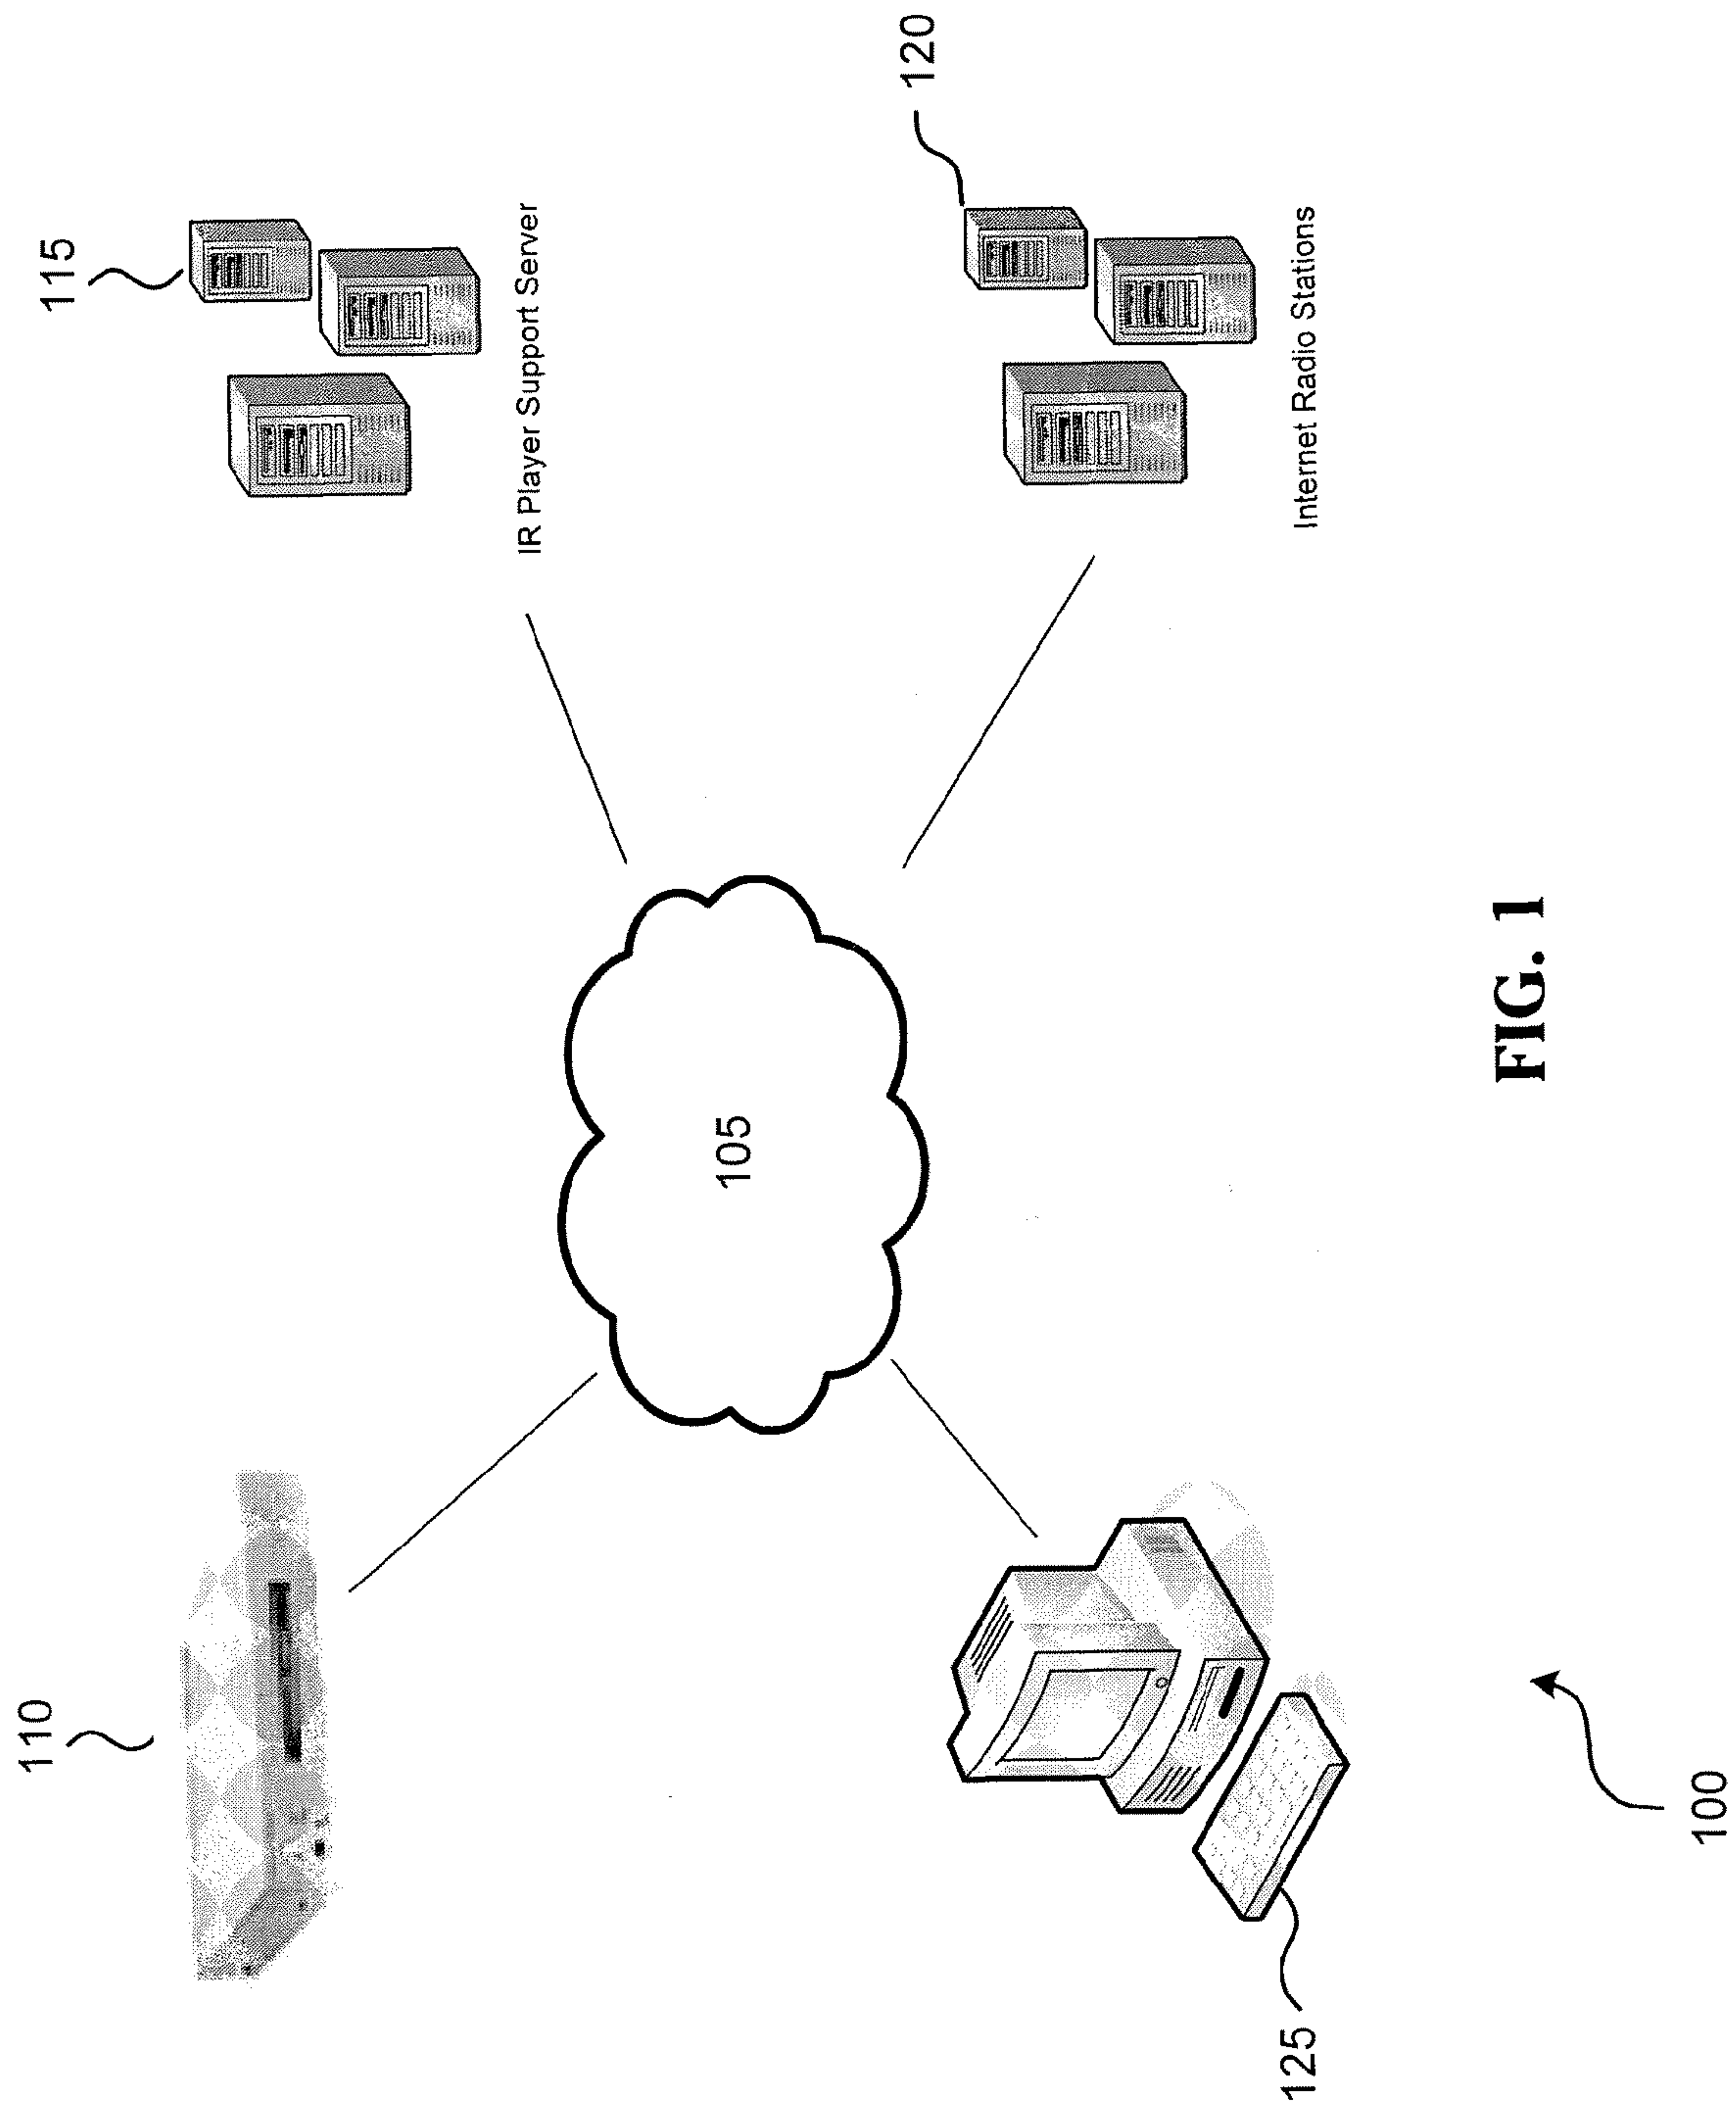 110
115
IR Player Support Server
105
120
Internet Radio Stations
125
100
FIG. 1